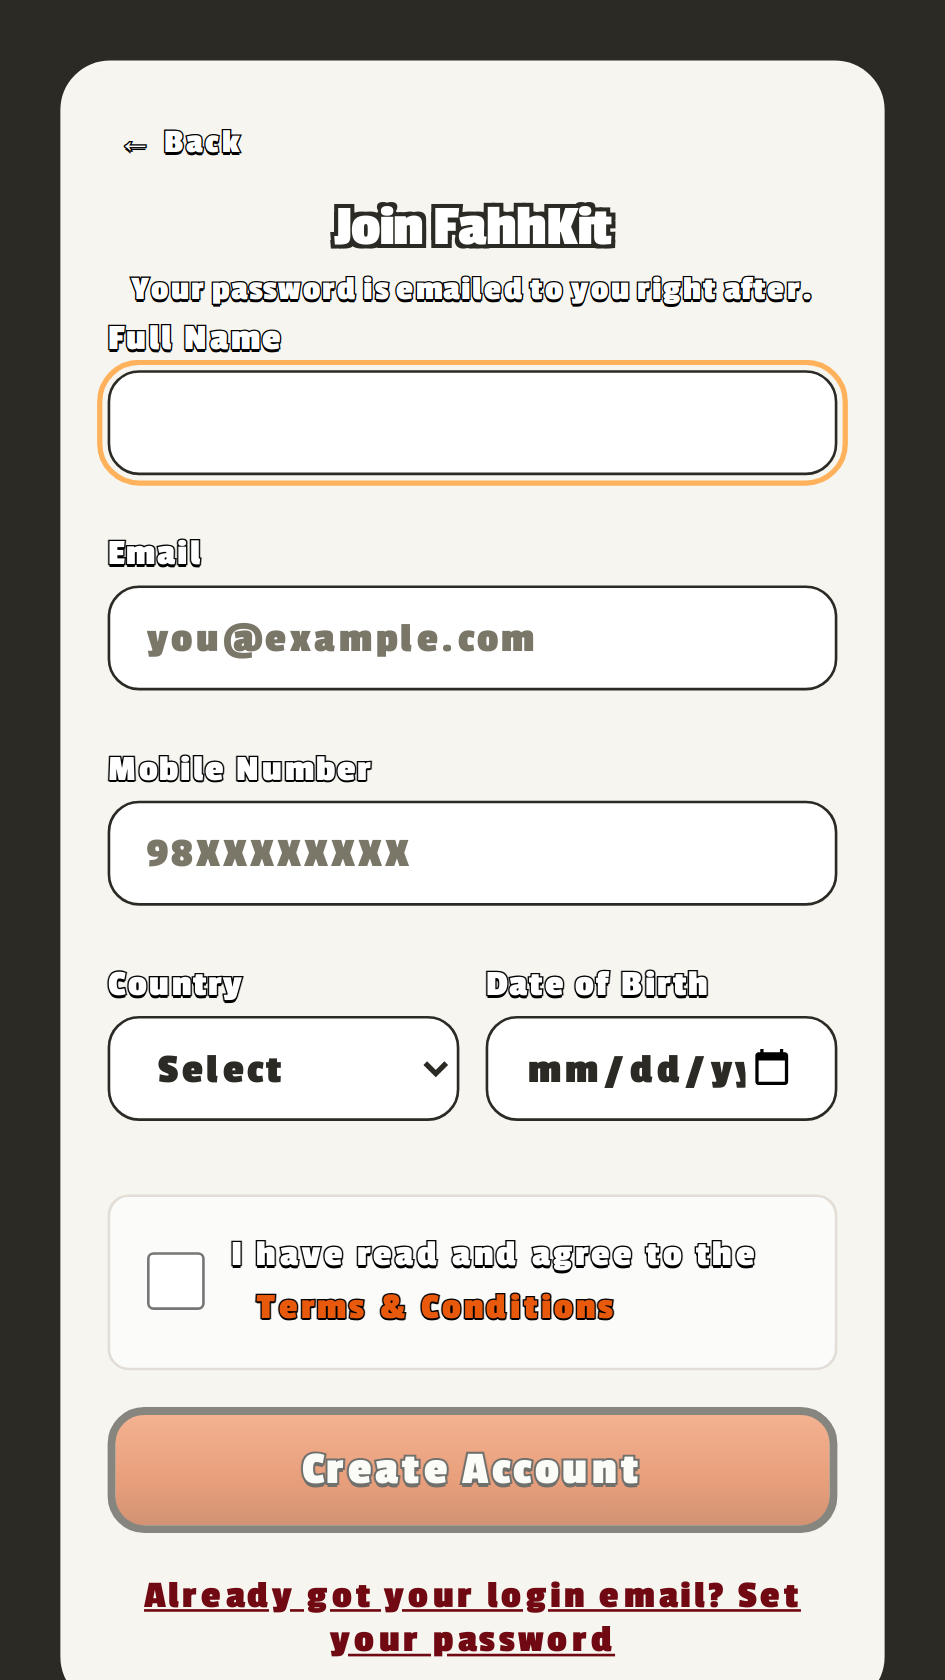 ⇐ Back
Join FahhKit
Your password is emailed to you right after.
Full Name
Email
you@example.com
Mobile Number
98XXXXXXXX
Country Date of Birth
Select mm/dd/yy
I have read and agree to the
Terms & Conditions
Create Account
Already got your login email? Set
your password